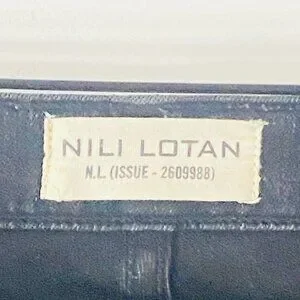 NILI LOTAN
N.L. (ISSUE - 2609988)